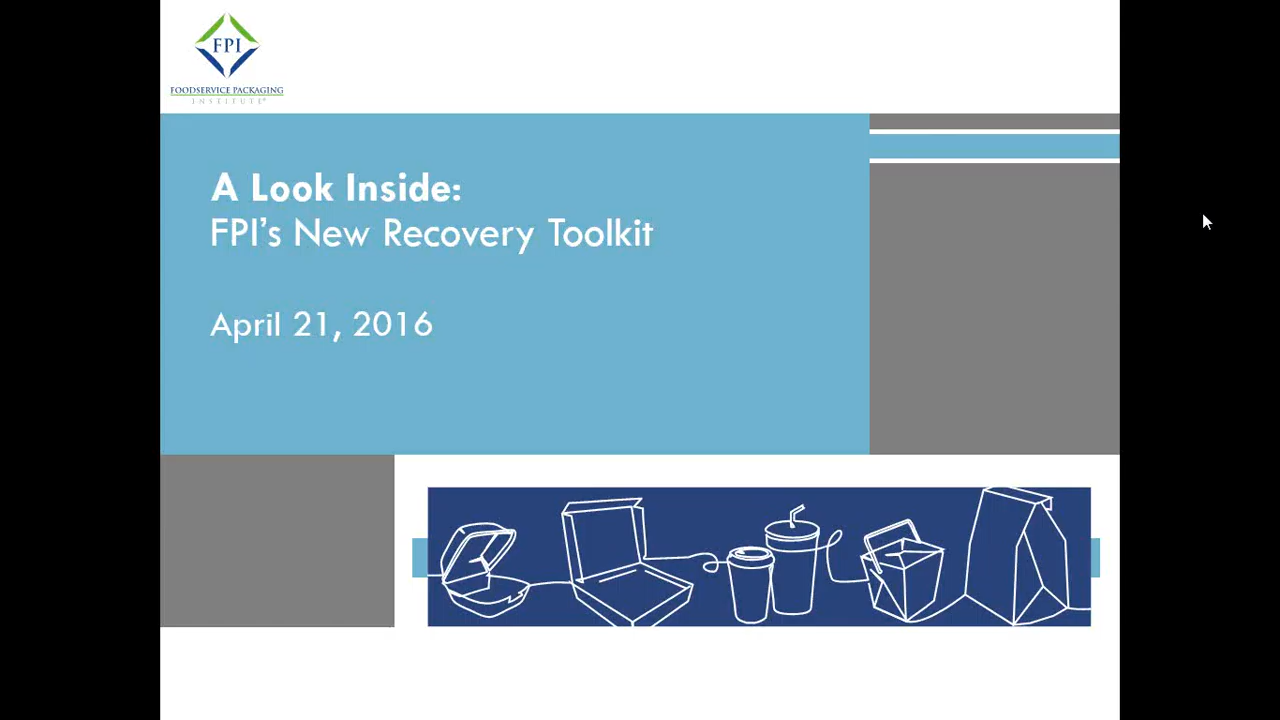 FPI
FOODSERVICE PACKAGING
INSTITUTE®
A Look Inside:
FPI’s New Recovery Toolkit
April 21, 2016